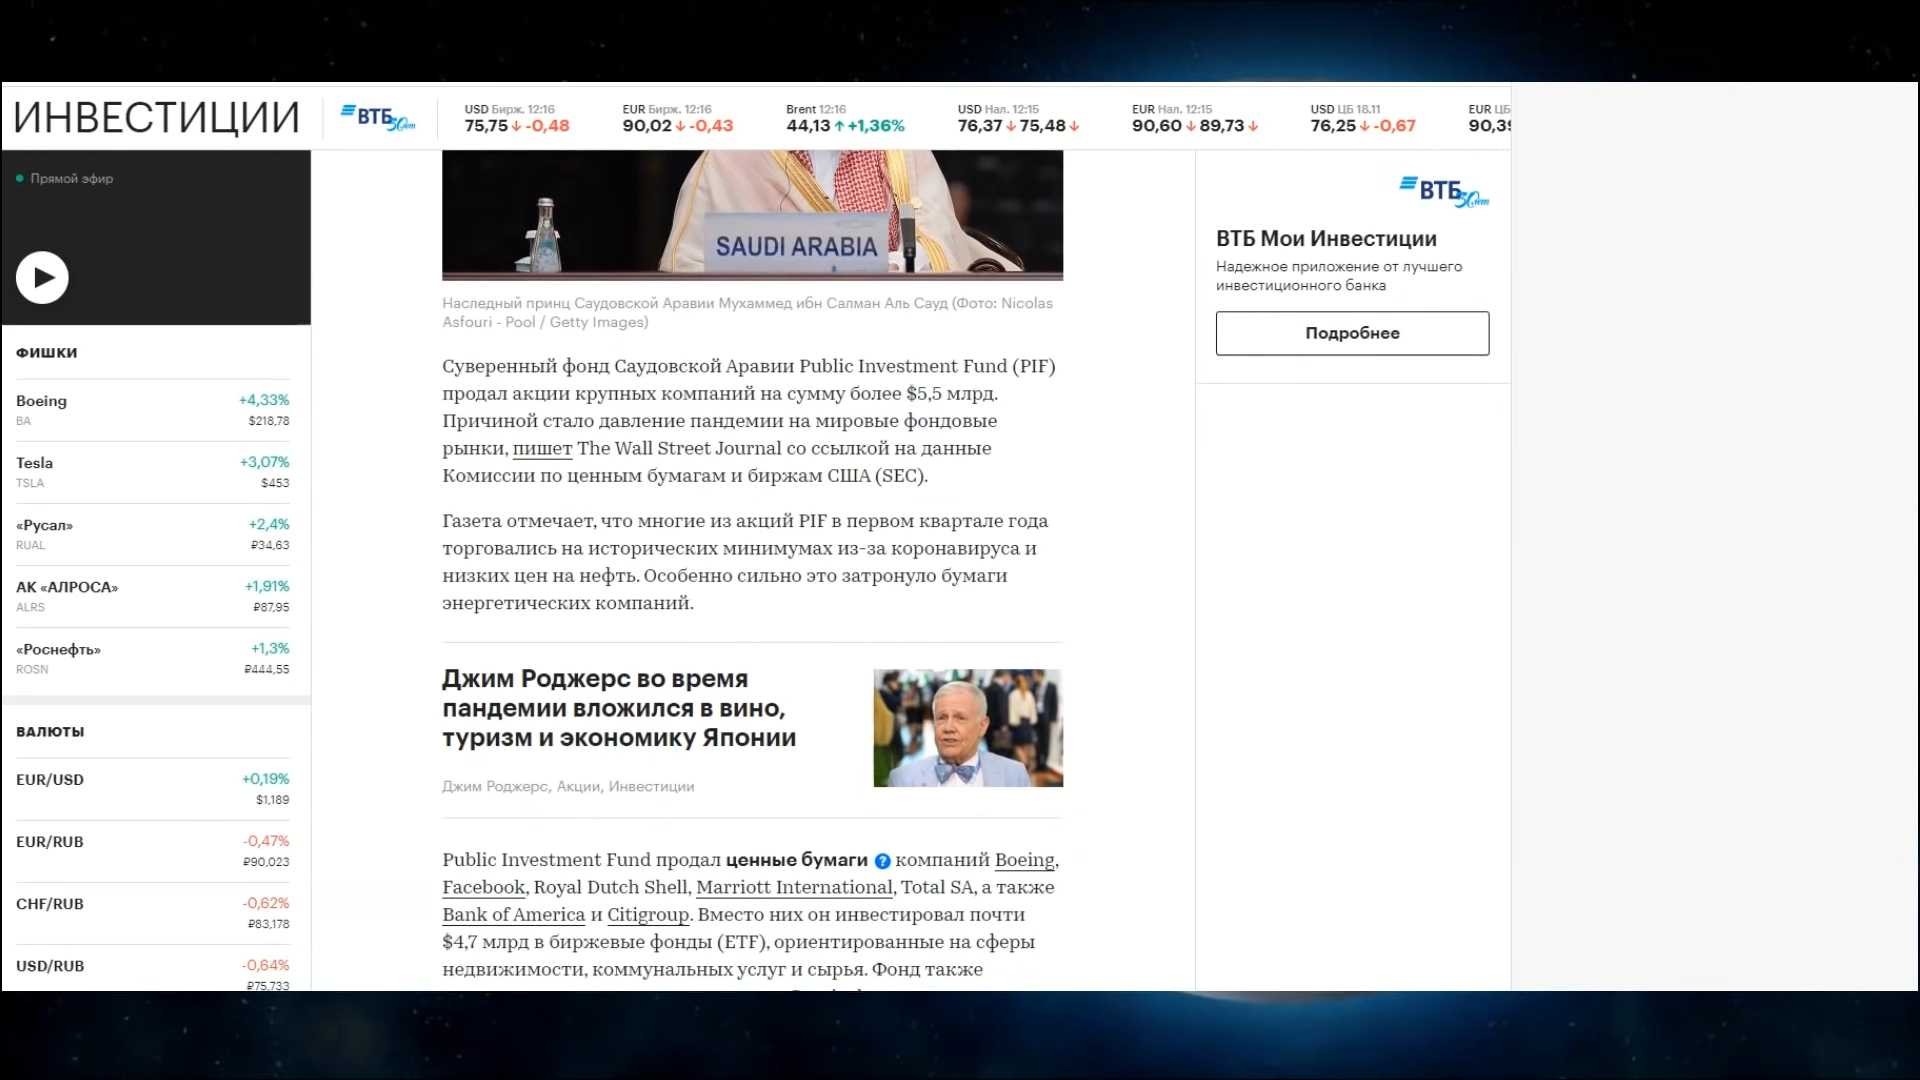 ИНВЕСТИЦИИ
ВТБ
USD Бирж. 12:16
75,75 ↓ -0,48
EUR Бирж. 12:16
90,02 ↓ -0,43
Brent 12:16
44,13 ↑ +1,36%
USD Нал. 12:15
76,37 ↓ 75,48 ↓
EUR Нал. 12:15
90,60 ↓ 89,73 ↓
USD ЦБ 18.11
76,25 ↓ -0,67
EUR ЦБ
Прямой эфир
ФИШКИ
Boeing +4,33%
BA $218,78
Tesla +3,07%
TSLA $453
«Русал» +2,4%
RUAL ₽34,63
АК «АЛРОСА» +1,91%
ALRS ₽87,95
«Роснефть» +1,3%
ROSN ₽444,55
ВАЛЮТЫ
EUR/USD +0,19%
$1,189
EUR/RUB -0,47%
₽90,023
CHF/RUB -0,62%
₽83,178
USD/RUB -0,64%
₽75,733
SAUDI ARABIA
Наследный принц Саудовской Аравии Мухаммед ибн Салман Аль Сауд (Фото: Nicolas
Asfouri - Pool / Getty Images)
Суверенный фонд Саудовской Аравии Public Investment Fund (PIF)
продал акции крупных компаний на сумму более $5,5 млрд.
Причиной стало давление пандемии на мировые фондовые
рынки, пишет The Wall Street Journal со ссылкой на данные
Комиссии по ценным бумагам и биржам США (SEC).
Газета отмечает, что многие из акций PIF в первом квартале года
торговались на исторических минимумах из-за коронавируса и
низких цен на нефть. Особенно сильно это затронуло бумаги
энергетических компаний.
Джим Роджерс во время
пандемии вложился в вино,
туризм и экономику Японии
Джим Роджерс, Акции, Инвестиции
Public Investment Fund продал ценные бумаги ? компаний Boeing,
Facebook, Royal Dutch Shell, Marriott International, Total SA, а также
Bank of America и Citigroup. Вместо них он инвестировал почти
$4,7 млрд в биржевые фонды (ETF), ориентированные на сферы
недвижимости, коммунальных услуг и сырья. Фонд также
ВТБ
50лет
ВТБ Мои Инвестиции
Надежное приложение от лучшего
инвестиционного банка
Подробнее